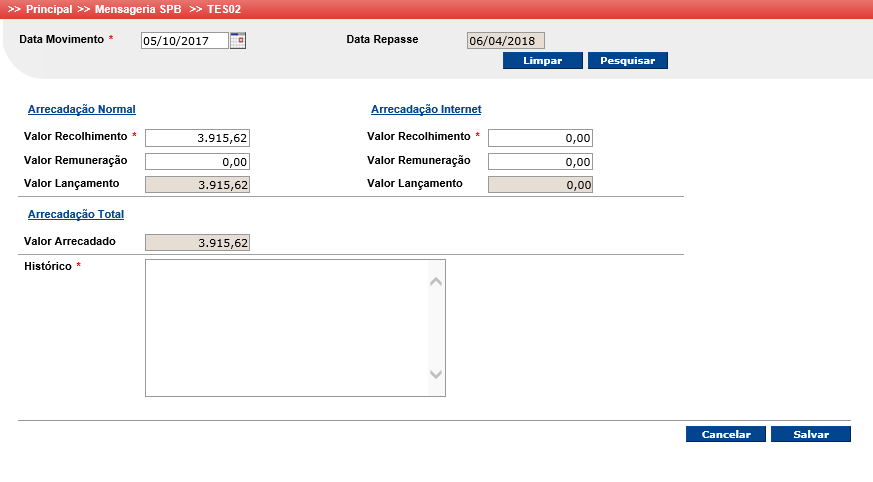 >> Principal >> Mensageria SPB >> TES02
Data Movimento * 05/10/2017 Data Repasse 06/04/2018
Limpar Pesquisar
Arrecadação Normal Arrecadação Internet
Valor Recolhimento * 3.915,62 Valor Recolhimento * 0,00
Valor Remuneração 0,00 Valor Remuneração 0,00
Valor Lançamento 3.915,62 Valor Lançamento 0,00
Arrecadação Total
Valor Arrecadado 3.915,62
Histórico *
Cancelar Salvar